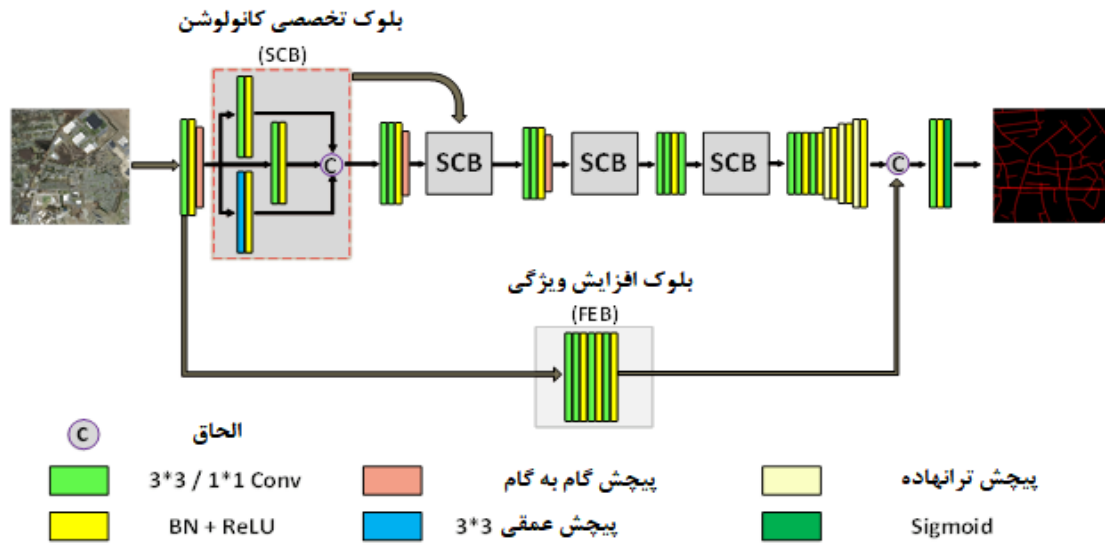 بلوک تخصصی کانولوشن
(SCB)
C
SCB
SCB
SCB
C
بلوک افزایش ویژگی
(FEB)
C
الحاق
3*3 / 1*1 Conv
پیچش گام به گام
پیچش ترانهاده
BN + ReLU
پیچش عمقی 3*3
Sigmoid